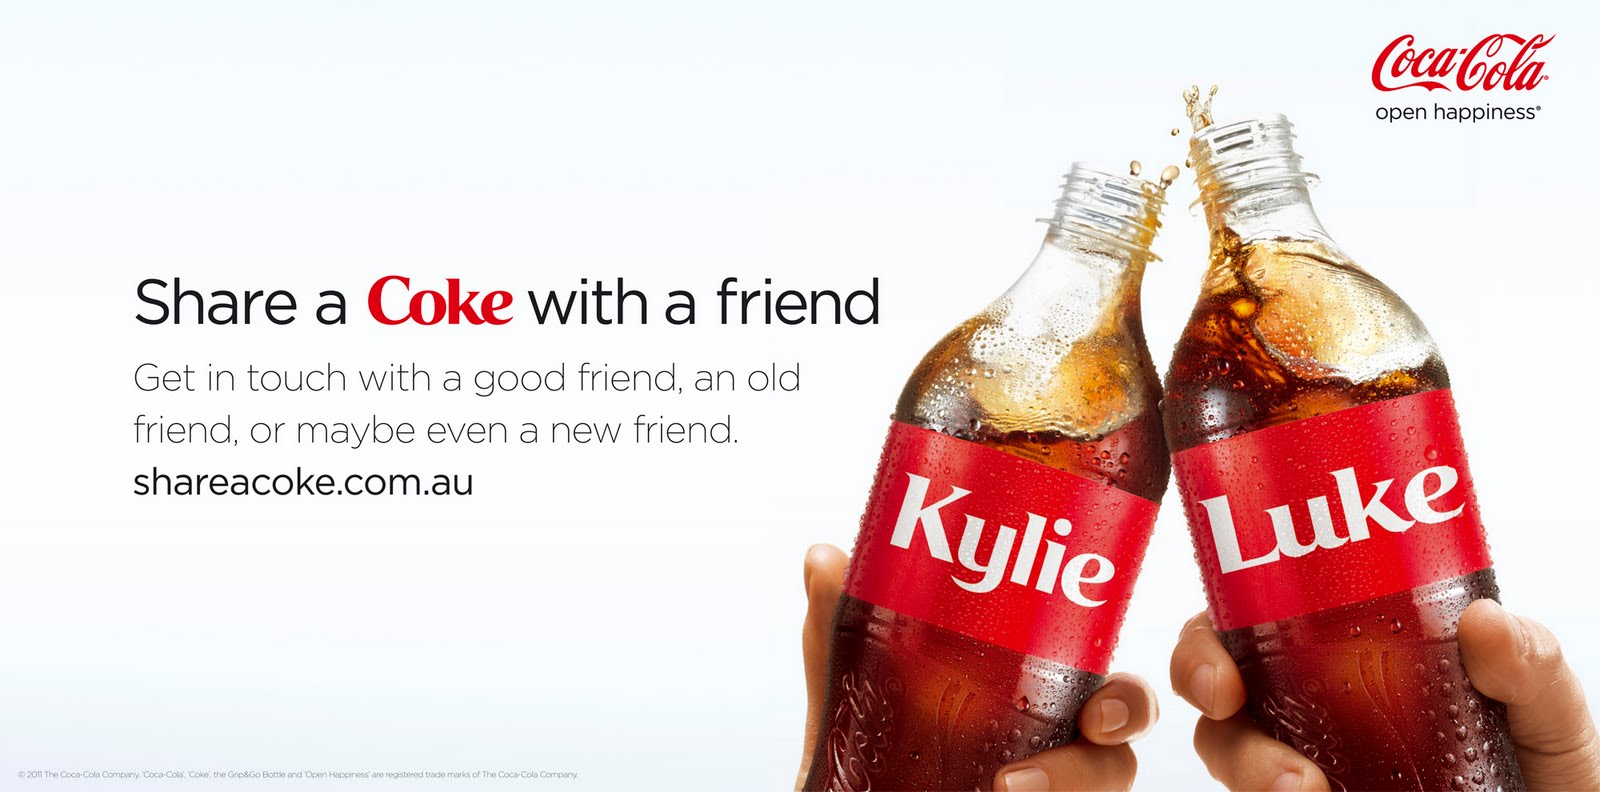 Coca-Cola®
open happiness®
Share a Coke with a friend
Get in touch with a good friend, an old
friend, or maybe even a new friend.
shareacoke.com.au
Kylie
Luke
© 2011 The Coca-Cola Company. 'Coca-Cola', 'Coke', the Grip&Go Bottle and 'Open Happiness' are registered trade marks of The Coca-Cola Company.